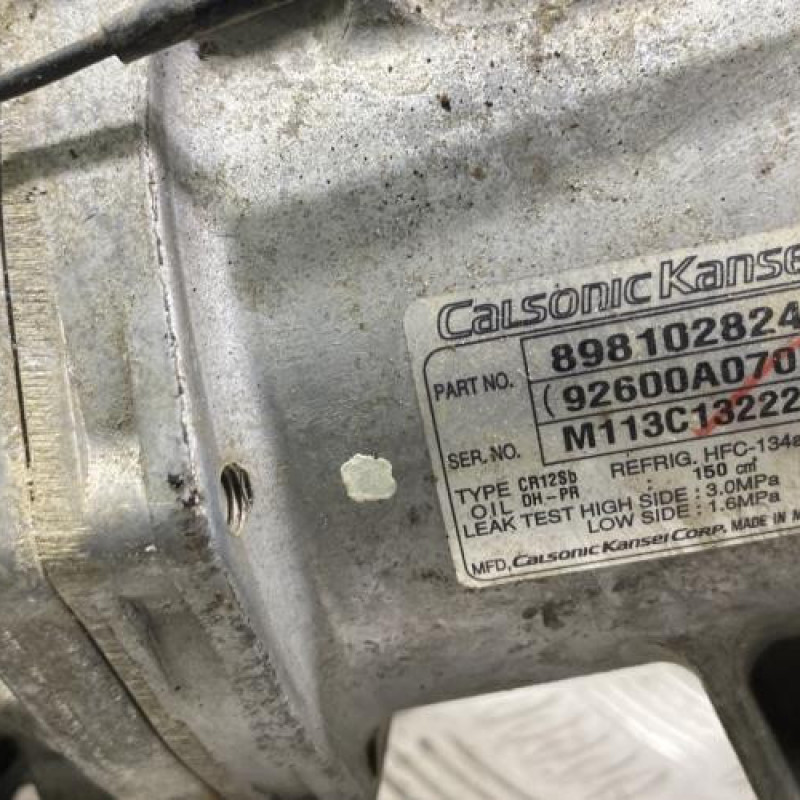 CALSONIC KANSE
PART NO. 898102824
(92600A070
SER. NO. M113C13222
TYPE CR12Sb REFRIG. HFC-134a
OIL DH-PR : 150 cm³
LEAK TEST HIGH SIDE : 3.0MPa
LOW SIDE : 1.6MPa
MFD. CALSONIC KANSEI CORP. MADE IN M